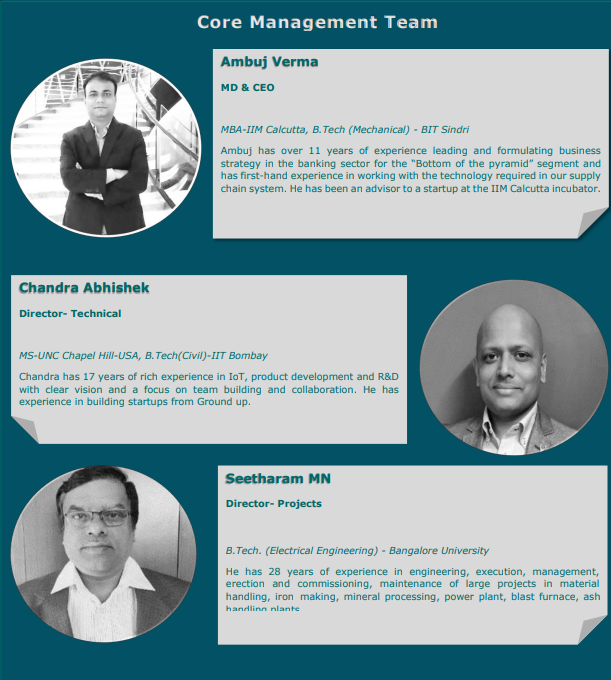 Core Management Team
Ambuj Verma
MD & CEO
MBA-IIM Calcutta, B.Tech (Mechanical) - BIT Sindri
Ambuj has over 11 years of experience leading and formulating business
strategy in the banking sector for the “Bottom of the pyramid” segment and
has first-hand experience in working with the technology required in our supply
chain system. He has been an advisor to a startup at the IIM Calcutta incubator.
Chandra Abhishek
Director- Technical
MS-UNC Chapel Hill-USA, B.Tech(Civil)-IIT Bombay
Chandra has 17 years of rich experience in IoT, product development and R&D
with clear vision and a focus on team building and collaboration. He has
experience in building startups from Ground up.
Seetharam MN
Director- Projects
B.Tech. (Electrical Engineering) - Bangalore University
He has 28 years of experience in engineering, execution, management,
erection and commissioning, maintenance of large projects in material
handling, iron making, mineral processing, power plant, blast furnace, ash
handling plants